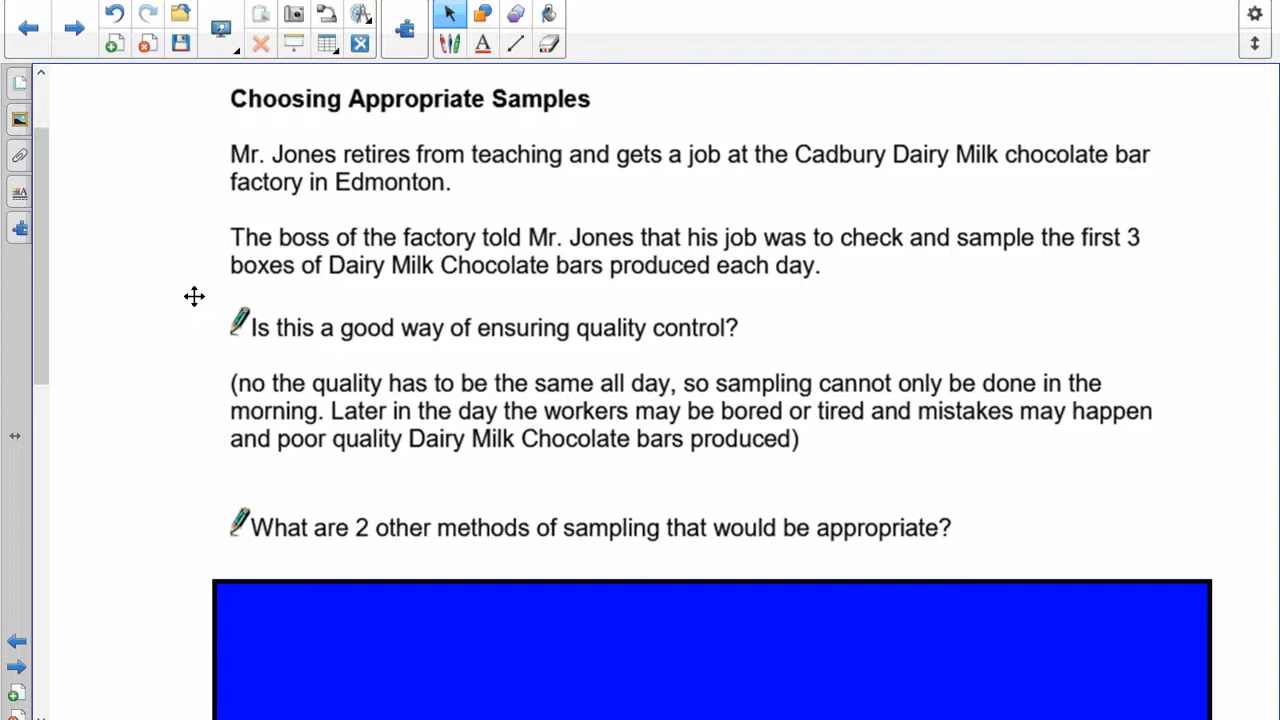 Choosing Appropriate Samples
Mr. Jones retires from teaching and gets a job at the Cadbury Dairy Milk chocolate bar
factory in Edmonton.
The boss of the factory told Mr. Jones that his job was to check and sample the first 3
boxes of Dairy Milk Chocolate bars produced each day.
Is this a good way of ensuring quality control?
(no the quality has to be the same all day, so sampling cannot only be done in the
morning. Later in the day the workers may be bored or tired and mistakes may happen
and poor quality Dairy Milk Chocolate bars produced)
What are 2 other methods of sampling that would be appropriate?